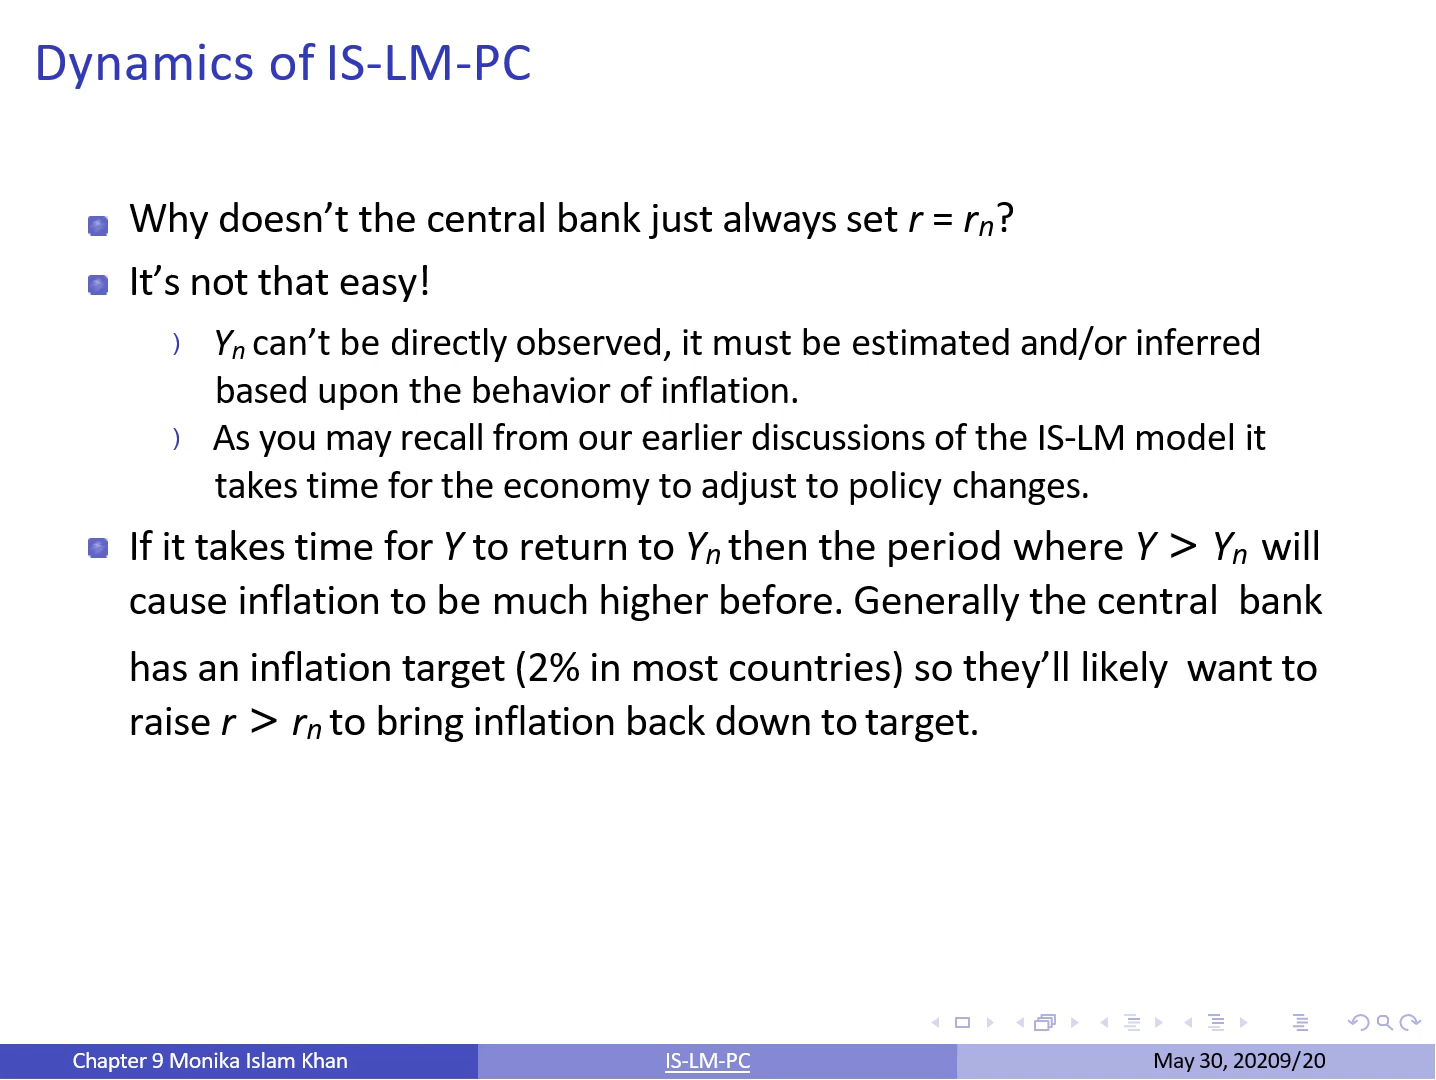 Dynamics of IS-LM-PC
Why doesn’t the central bank just always set r = rn?
It’s not that easy!
Yn can’t be directly observed, it must be estimated and/or inferred
based upon the behavior of inflation.
As you may recall from our earlier discussions of the IS-LM model it
takes time for the economy to adjust to policy changes.
If it takes time for Y to return to Yn then the period where Y > Yn will
cause inflation to be much higher before. Generally the central bank
has an inflation target (2% in most countries) so they’ll likely want to
raise r > rn to bring inflation back down to target.
Chapter 9 Monika Islam Khan
IS-LM-PC
May 30, 20209/20